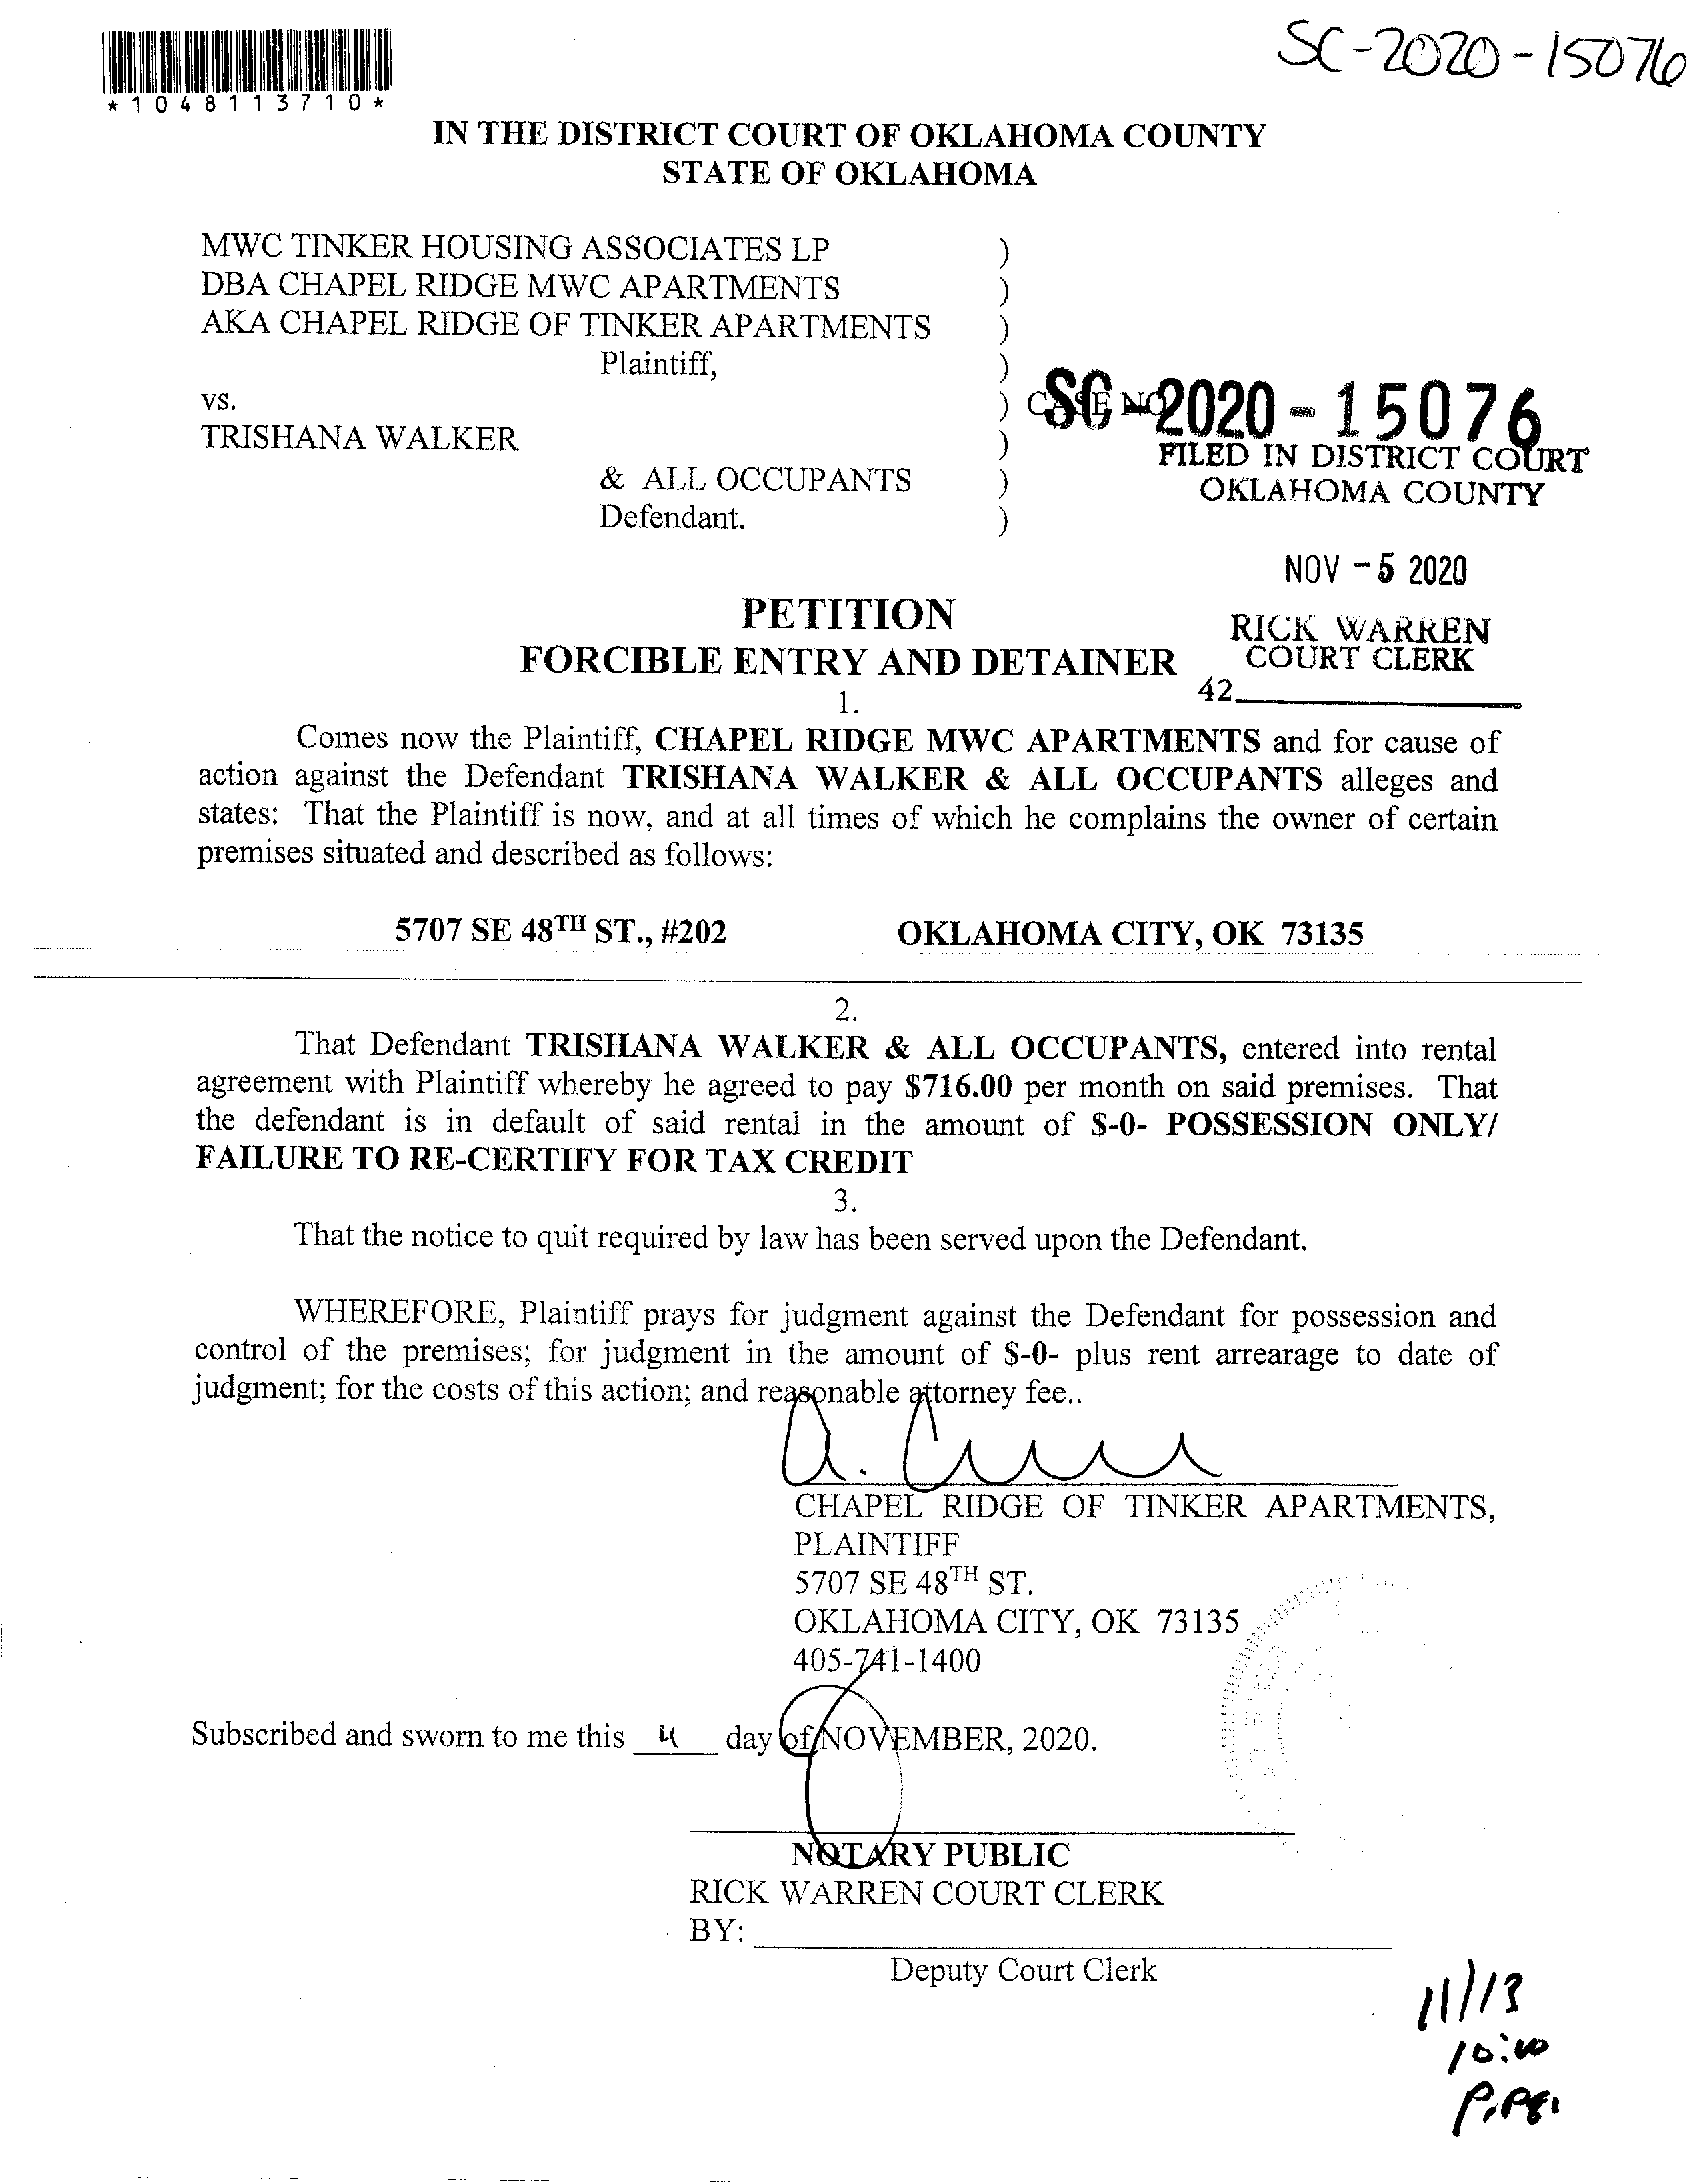 SC-2020-15076
*1048113710*
IN THE DISTRICT COURT OF OKLAHOMA COUNTY
STATE OF OKLAHOMA
MWC TINKER HOUSING ASSOCIATES LP )
DBA CHAPEL RIDGE MWC APARTMENTS )
AKA CHAPEL RIDGE OF TINKER APARTMENTS )
Plaintiff, )
vs. ) CASE NO. SC-2020-15076
TRISHANA WALKER )
FILED IN DISTRICT COURT
& ALL OCCUPANTS )
OKLAHOMA COUNTY
Defendant. )
NOV -5 2020
PETITION
RICK WARREN
FORCIBLE ENTRY AND DETAINER
COURT CLERK
42
1.
Comes now the Plaintiff, CHAPEL RIDGE MWC APARTMENTS and for cause of
action against the Defendant TRISHANA WALKER & ALL OCCUPANTS alleges and
states: That the Plaintiff is now, and at all times of which he complains the owner of certain
premises situated and described as follows:
5707 SE 48TH ST., #202 OKLAHOMA CITY, OK 73135
2.
That Defendant TRISHANA WALKER & ALL OCCUPANTS, entered into rental
agreement with Plaintiff whereby he agreed to pay $716.00 per month on said premises. That
the defendant is in default of said rental in the amount of $-0- POSSESSION ONLY/
FAILURE TO RE-CERTIFY FOR TAX CREDIT
3.
That the notice to quit required by law has been served upon the Defendant.
WHEREFORE, Plaintiff prays for judgment against the Defendant for possession and
control of the premises; for judgment in the amount of $-0- plus rent arrearage to date of
judgment; for the costs of this action; and reasonable attorney fee..
CHAPEL RIDGE OF TINKER APARTMENTS,
PLAINTIFF
5707 SE 48TH ST.
OKLAHOMA CITY, OK 73135
405-741-1400
Subscribed and sworn to me this 4 day of NOVEMBER, 2020.
NOTARY PUBLIC
RICK WARREN COURT CLERK
BY:
Deputy Court Clerk
11/13
10:00